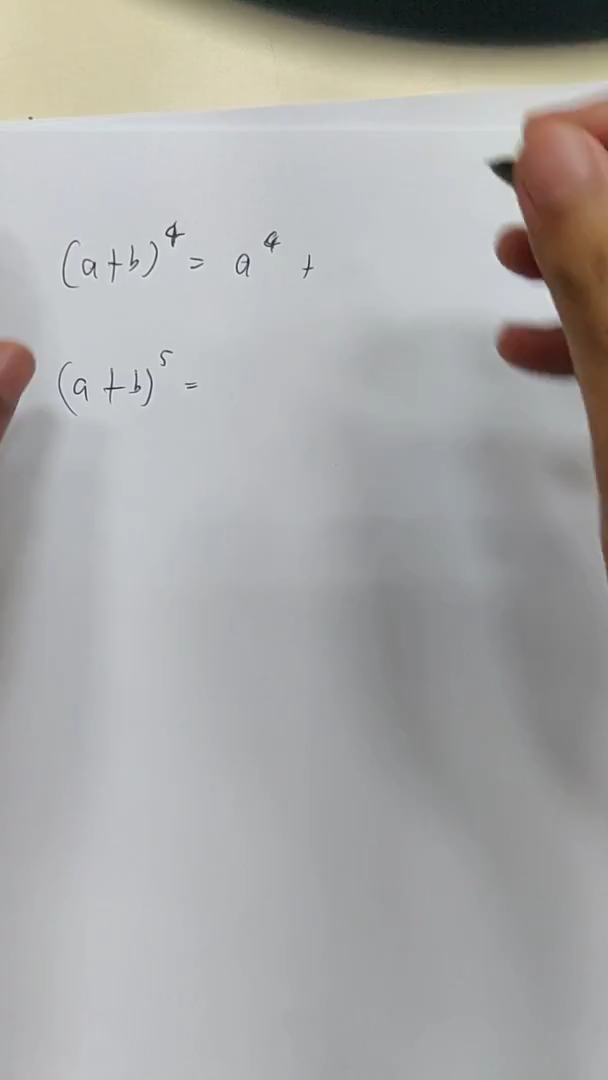 (a+b)⁴ = a⁴ +
(a+b)⁵ =